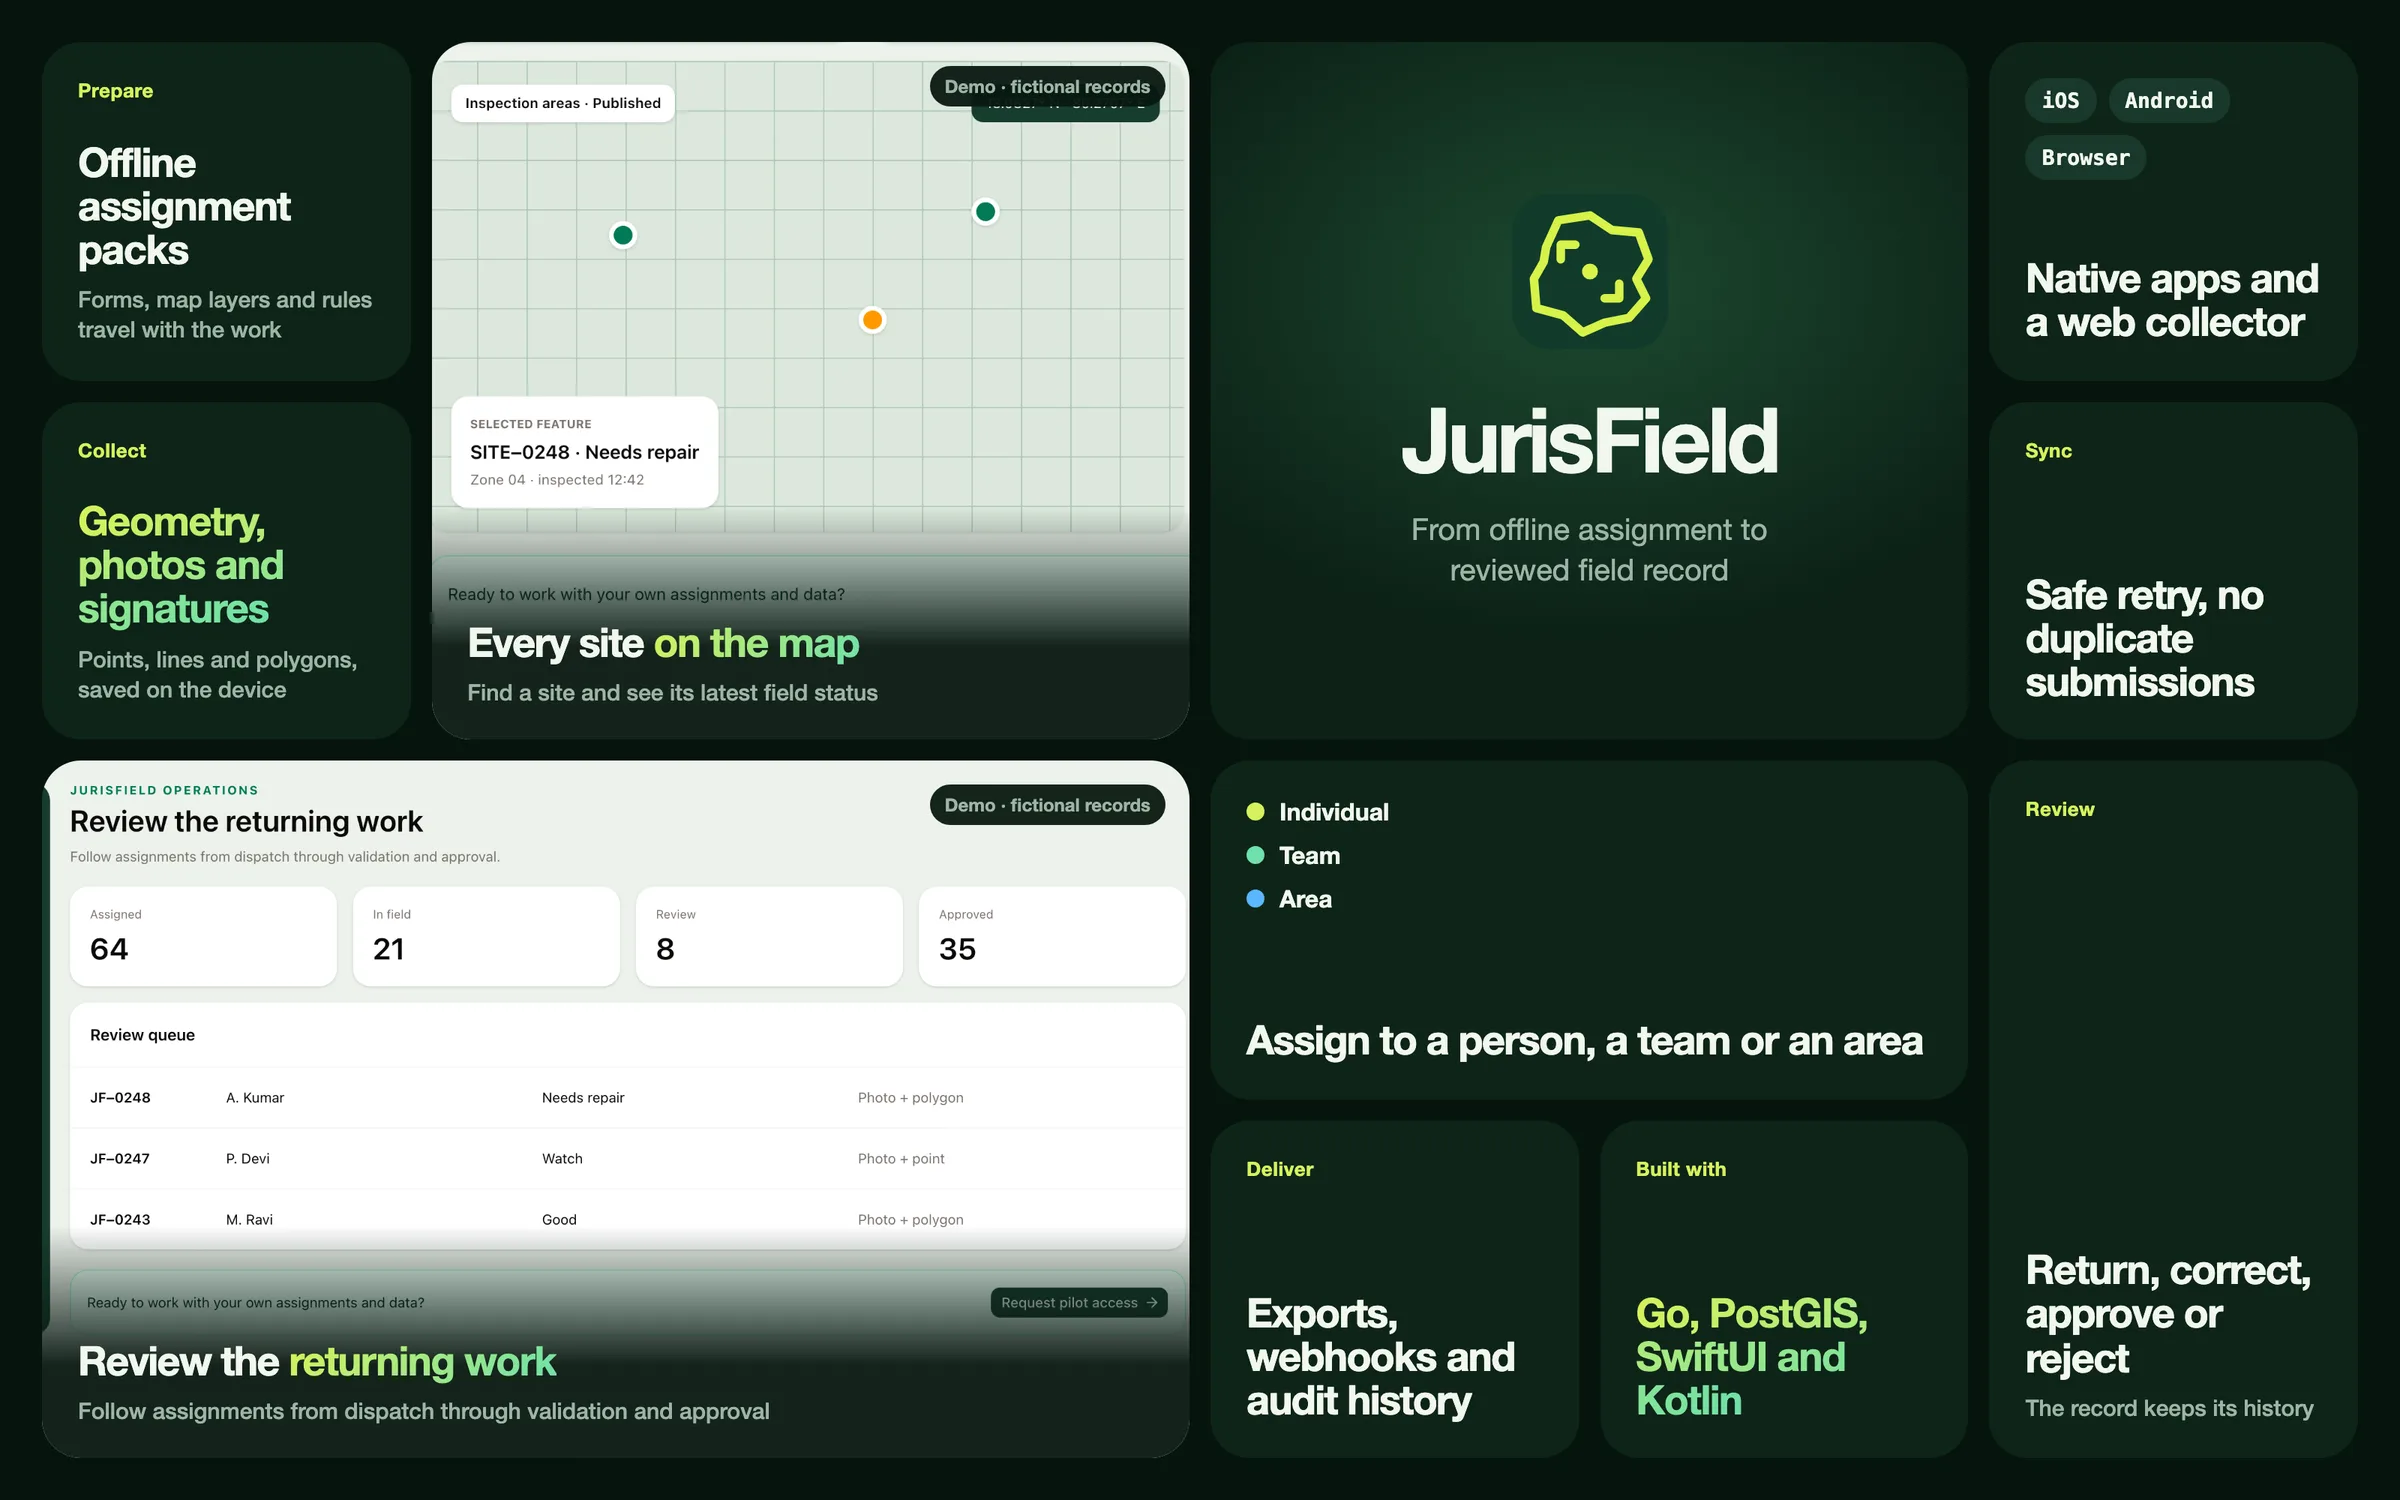 Prepare
Offline
assignment
packs
Forms, map layers and rules
travel with the work
Collect
Geometry,
photos and
signatures
Points, lines and polygons,
saved on the device
Inspection areas · Published
Demo · fictional records
SELECTED FEATURE
SITE–0248 · Needs repair
Zone 04 · inspected 12:42
Ready to work with your own assignments and data?
Every site on the map
Find a site and see its latest field status
JurisField
From offline assignment to
reviewed field record
iOS
Android
Browser
Native apps and
a web collector
Sync
Safe retry, no
duplicate
submissions
JURISFIELD OPERATIONS
Review the returning work
Follow assignments from dispatch through validation and approval.
Demo · fictional records
Assigned
64
In field
21
Review
8
Approved
35
Review queue
JF–0248 A. Kumar Needs repair Photo + polygon
JF–0247 P. Devi Watch Photo + point
JF–0243 M. Ravi Good Photo + polygon
Ready to work with your own assignments and data?
Request pilot access →
Review the returning work
Follow assignments from dispatch through validation and approval
Individual
Team
Area
Assign to a person, a team or an area
Deliver
Exports,
webhooks and
audit history
Built with
Go, PostGIS,
SwiftUI and
Kotlin
Review
Return, correct,
approve or
reject
The record keeps its history